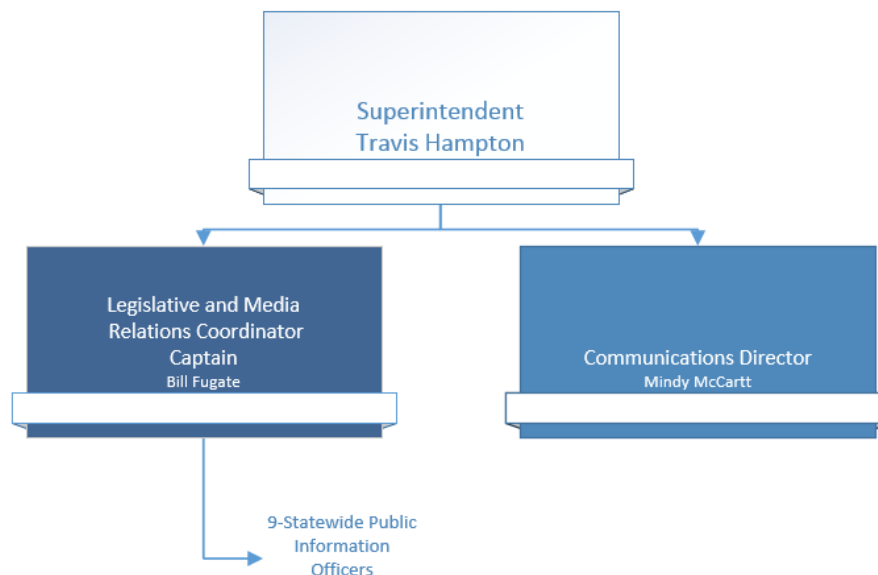 Superintendent
Travis Hampton
Legislative and Media
Relations Coordinator
Captain
Bill Fugate
Communications Director
Mindy McCartt
9-Statewide Public
Information
Officers